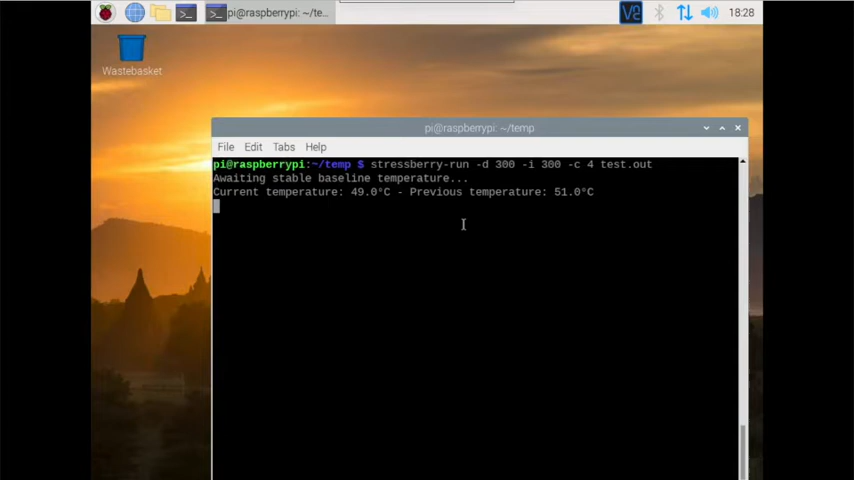 pi@raspberrypi: ~/te...
18:28
Wastebasket
pi@raspberrypi: ~/temp
File Edit Tabs Help
pi@raspberrypi:~/temp $ stressberry-run -d 300 -i 300 -c 4 test.out
Awaiting stable baseline temperature...
Current temperature: 49.0°C - Previous temperature: 51.0°C